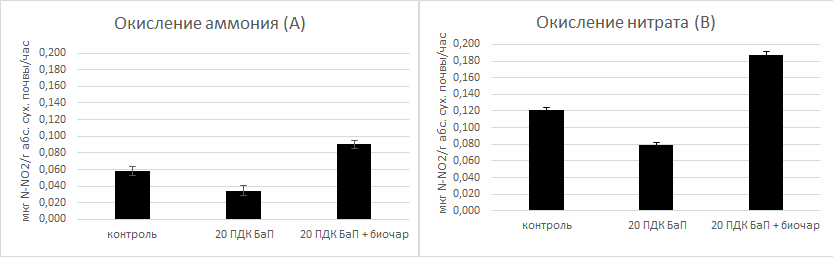 Окисление аммония (А)
мкг N-NO2/г абс. сух. почвы/час
0,200
0,180
0,160
0,140
0,120
0,100
0,080
0,060
0,040
0,020
0,000
контроль
20 ПДК БаП
20 ПДК БаП + биочар
Окисление нитрата (В)
мкг N-NO2/г абс. сух. почвы/час
0,200
0,180
0,160
0,140
0,120
0,100
0,080
0,060
0,040
0,020
0,000
контроль
20 ПДК БаП
20 ПДК БаП + биочар